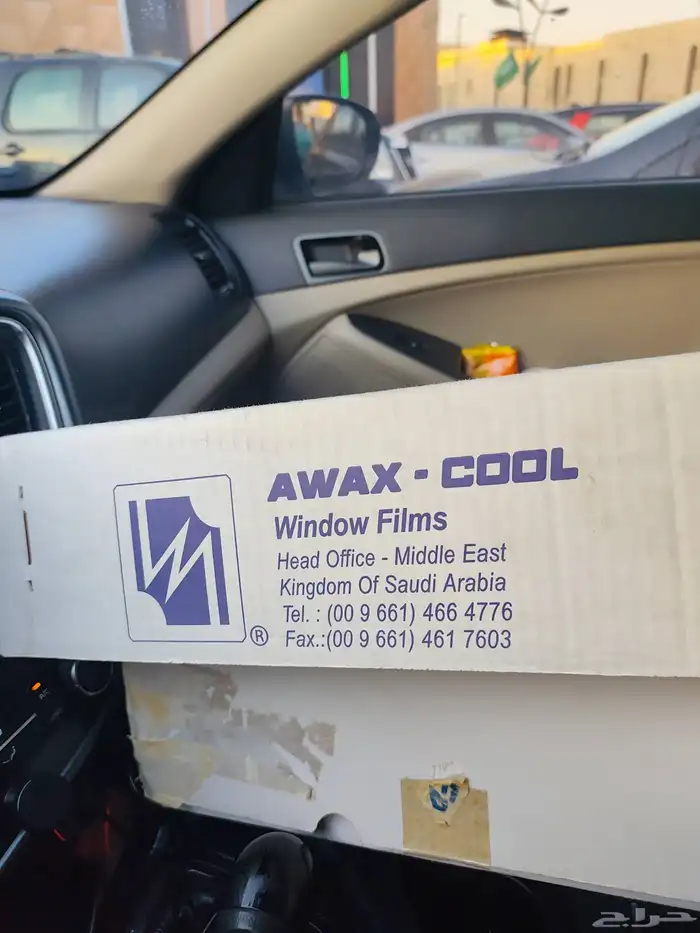 AWAX - COOL
Window Films
Head Office - Middle East
Kingdom Of Saudi Arabia
Tel. : (00 9 661) 466 4776
Fax.:(00 9 661) 461 7603
®
A/C
حراج